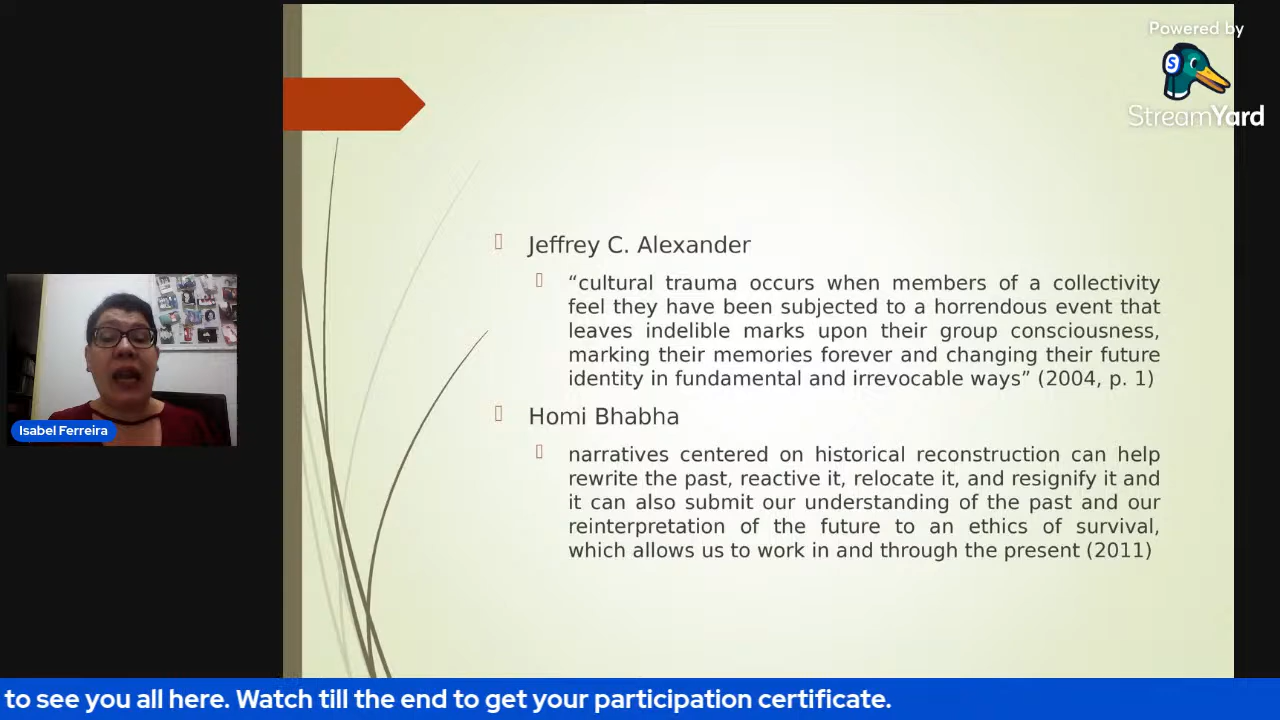 Powered by
StreamYard
Jeffrey C. Alexander
“cultural trauma occurs when members of a collectivity
feel they have been subjected to a horrendous event that
leaves indelible marks upon their group consciousness,
marking their memories forever and changing their future
identity in fundamental and irrevocable ways” (2004, p. 1)
Homi Bhabha
narratives centered on historical reconstruction can help
rewrite the past, reactive it, relocate it, and resignify it and
it can also submit our understanding of the past and our
reinterpretation of the future to an ethics of survival,
which allows us to work in and through the present (2011)
Isabel Ferreira
to see you all here. Watch till the end to get your participation certificate.